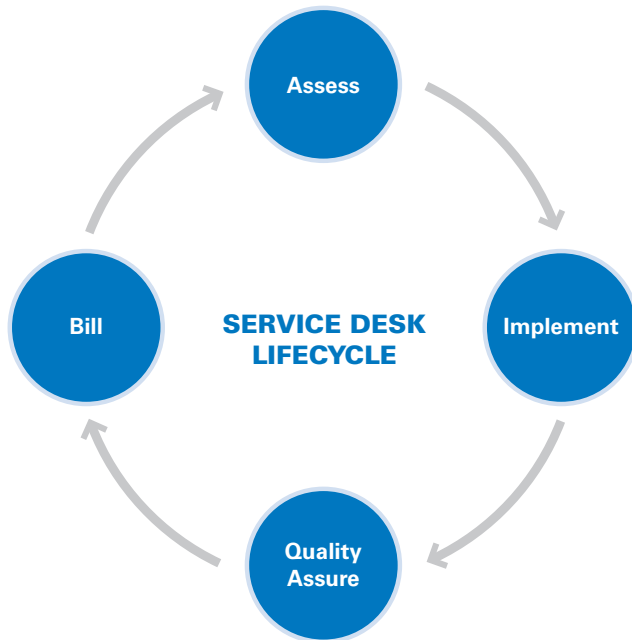 Assess
Bill
SERVICE DESK
LIFECYCLE
Implement
Quality
Assure